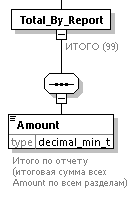 Total_By_Report
ИТОГО (99)
Amount
type decimal_min_t
Итого по отчету
(итоговая сумма всех
Amount по всем разделам)